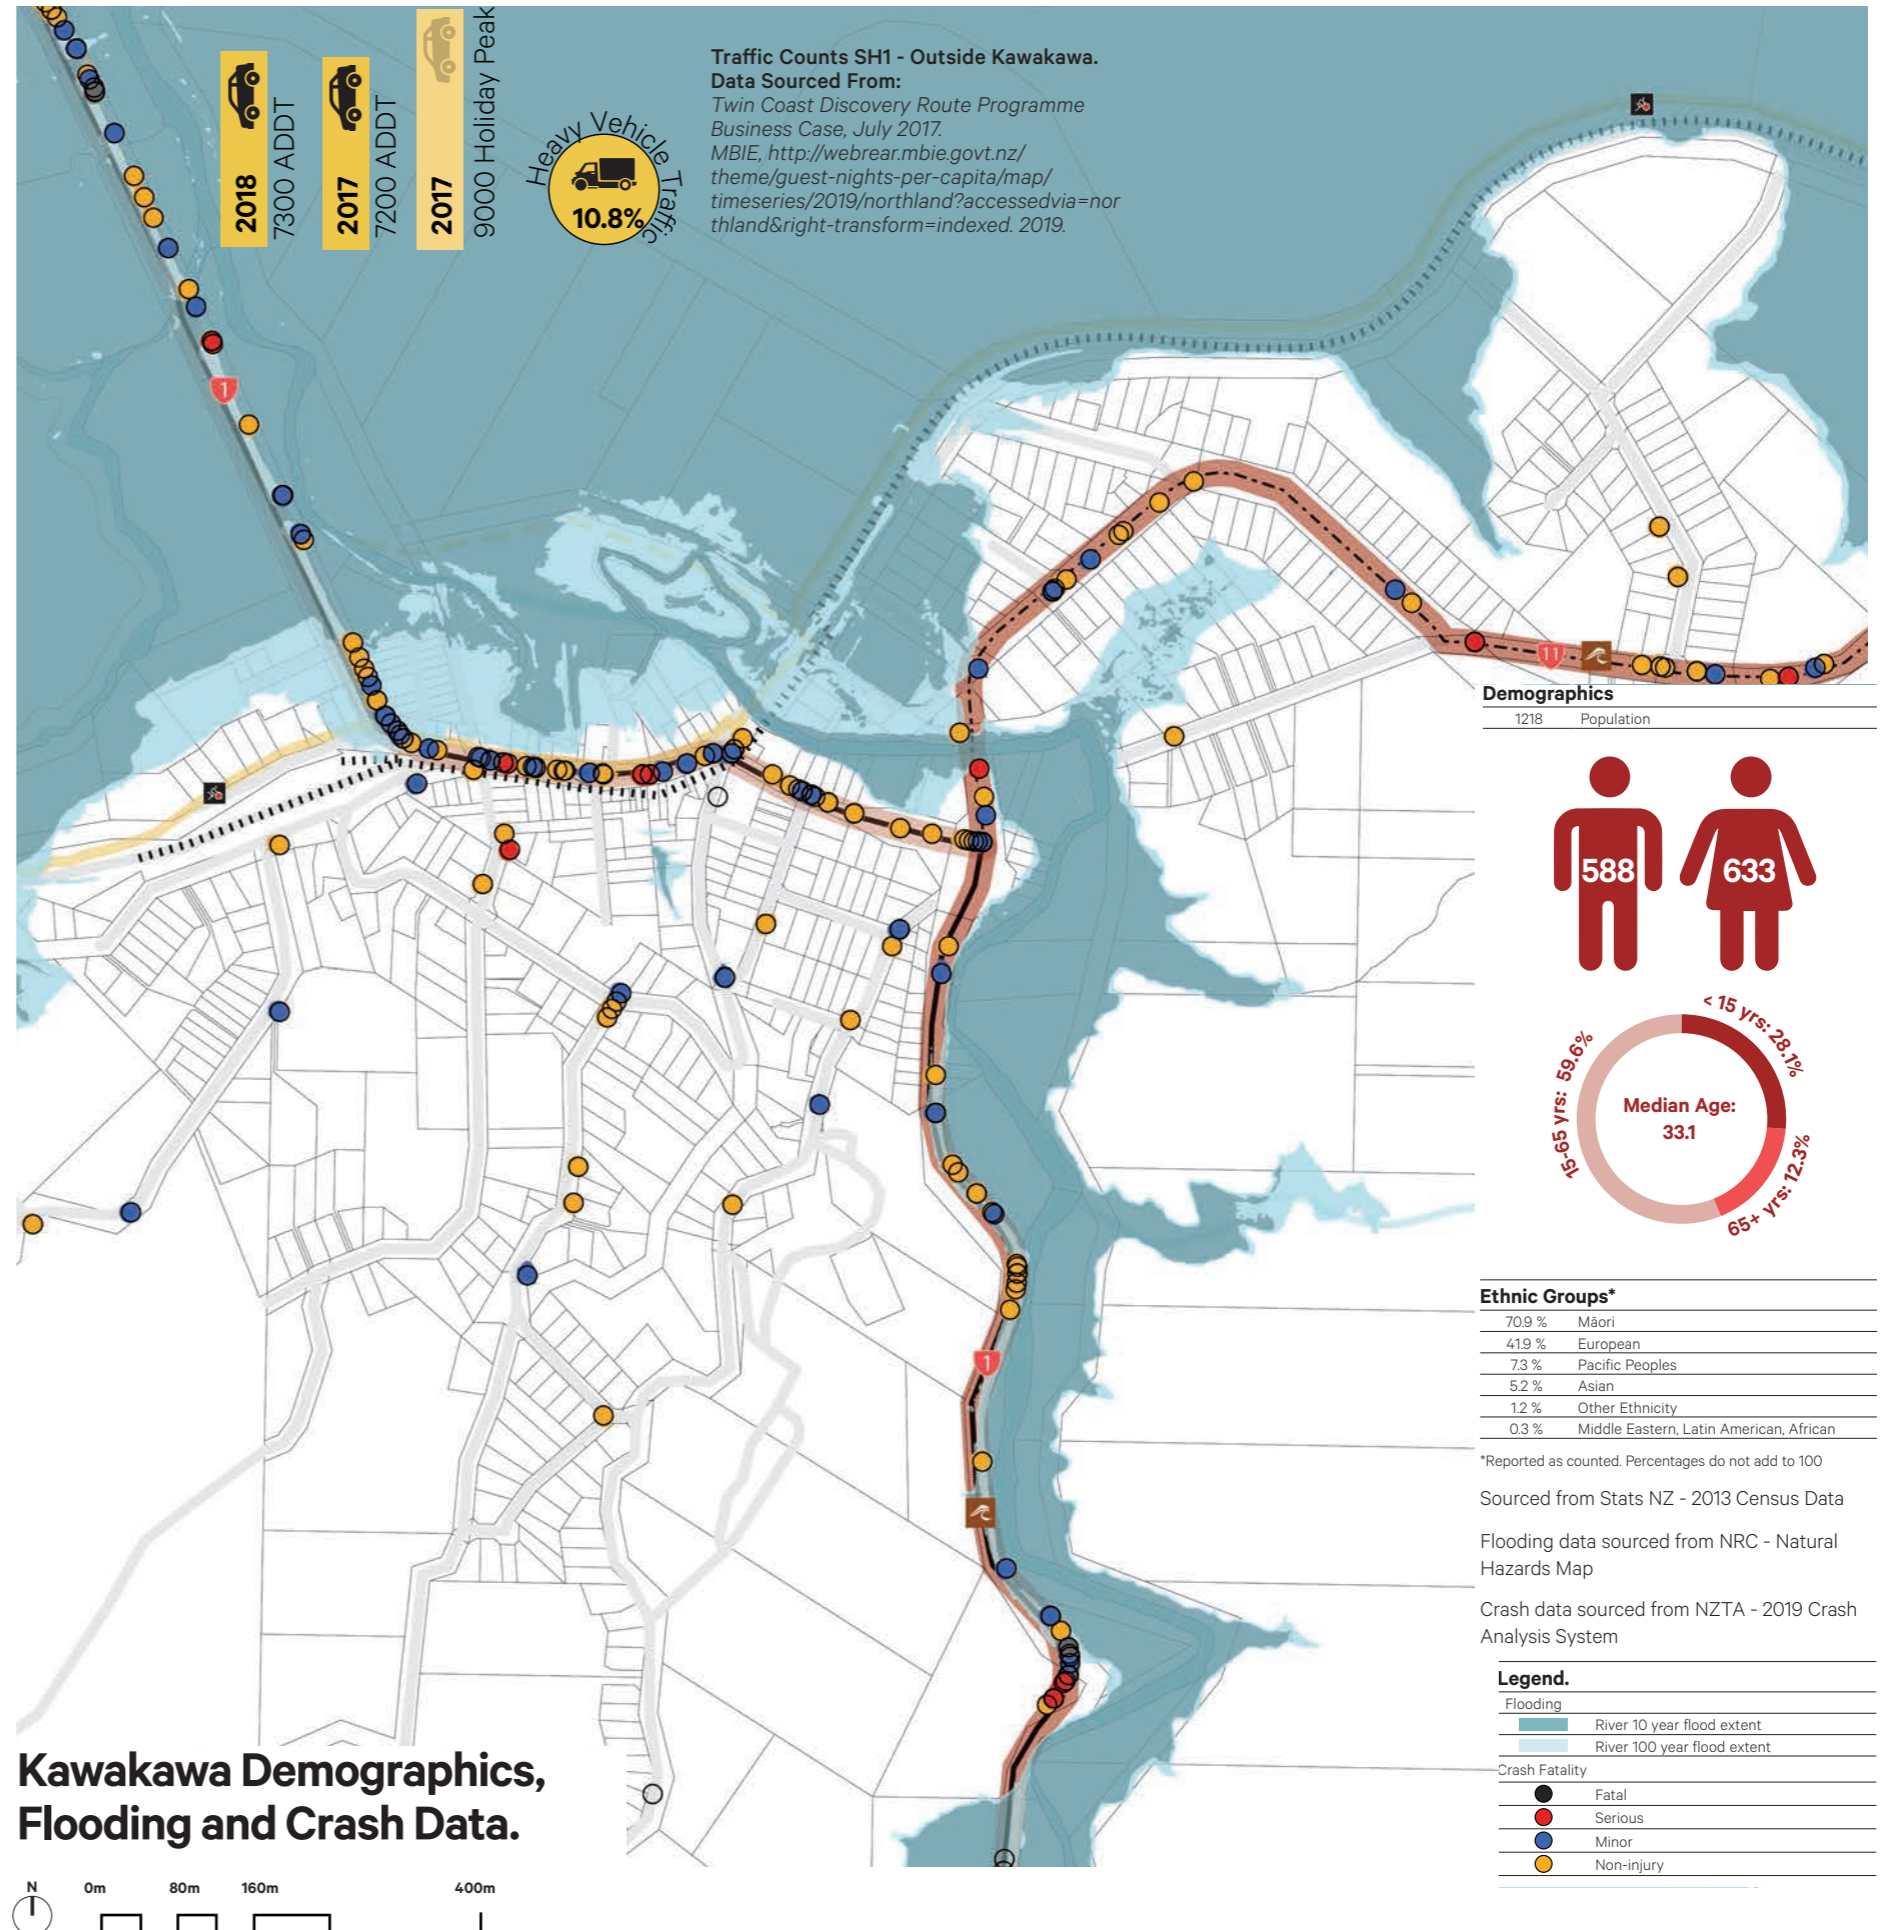 2018
7300 ADDT
2017
7200 ADDT
2017
9000 Holiday Peak
Heavy Vehicle Traffic
10.8%
Traffic Counts SH1 - Outside Kawakawa.
Data Sourced From:
Twin Coast Discovery Route Programme
Business Case, July 2017.
MBIE, http://webrear.mbie.govt.nz/
theme/guest-nights-per-capita/map/
timeseries/2019/northland?accessedvia=nor
thland&right-transform=indexed. 2019.
1
11
1
Demographics
1218 Population
588
633
< 15 yrs: 28.1%
15-65 yrs: 59.6%
65+ yrs: 12.3%
Median Age:
33.1
Ethnic Groups*
70.9 % Māori
41.9 % European
7.3 % Pacific Peoples
5.2 % Asian
1.2 % Other Ethnicity
0.3 % Middle Eastern, Latin American, African
*Reported as counted. Percentages do not add to 100
Sourced from Stats NZ - 2013 Census Data
Flooding data sourced from NRC - Natural
Hazards Map
Crash data sourced from NZTA - 2019 Crash
Analysis System
Legend.
Flooding
River 10 year flood extent
River 100 year flood extent
Crash Fatality
Fatal
Serious
Minor
Non-injury
Kawakawa Demographics,
Flooding and Crash Data.
N
0m 80m 160m 400m